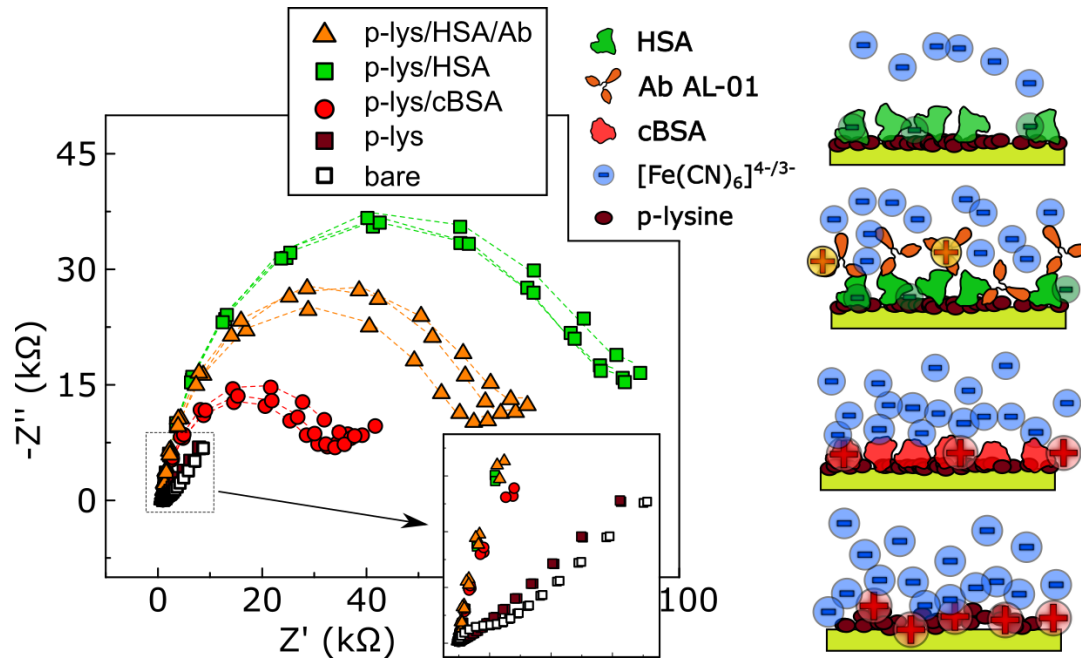 p-lys/HSA/Ab
p-lys/HSA
p-lys/cBSA
p-lys
bare
HSA
Ab AL-01
cBSA
[Fe(CN)₆]⁴⁻/³⁻
p-lysine
45
30
15
0
-Z'' (kΩ)
0
20
40
100
Z' (kΩ)